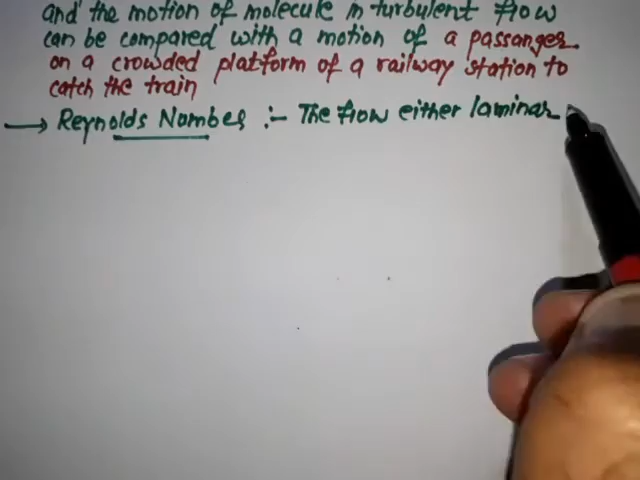 and the motion of molecule in turbulent flow
can be compared with a motion of a passanger
on a crowded platform of a railway station to
catch the train
→ Reynolds Number :- The flow either laminar